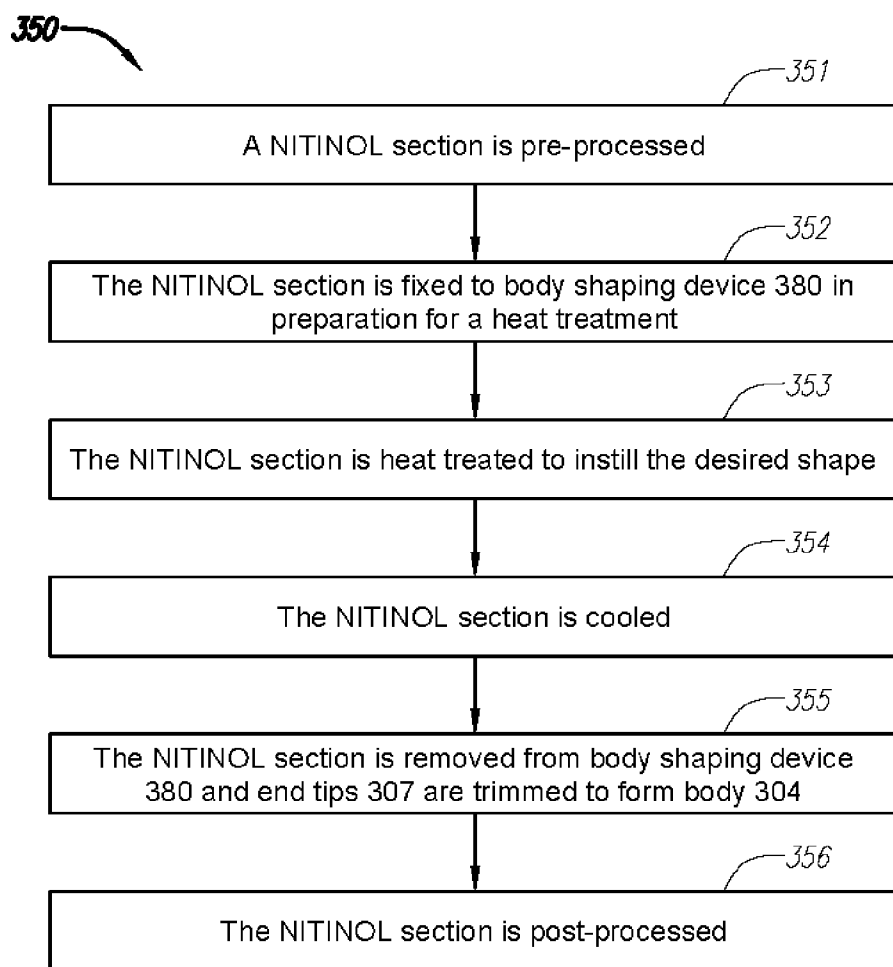 350
351
A NITINOL section is pre-processed
352
The NITINOL section is fixed to body shaping device 380 in
preparation for a heat treatment
353
The NITINOL section is heat treated to instill the desired shape
354
The NITINOL section is cooled
355
The NITINOL section is removed from body shaping device
380 and end tips 307 are trimmed to form body 304
356
The NITINOL section is post-processed